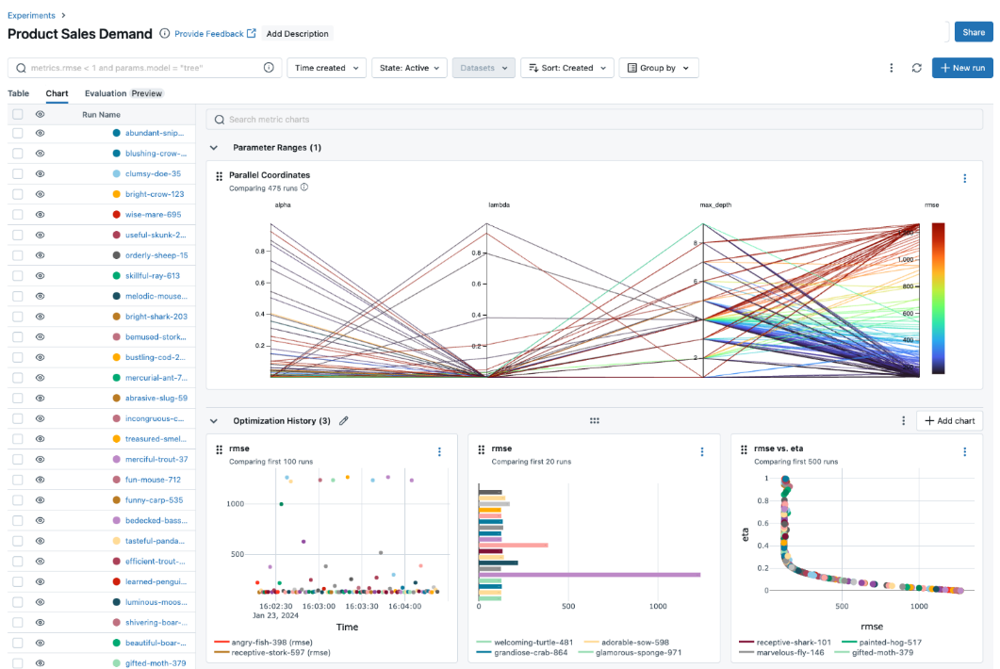 Experiments
Product Sales Demand Provide Feedback Add Description Share
metrics.rmse < 1 and params.model = "tree" Time created State: Active Datasets Sort: Created Group by + New run
Table Chart Evaluation Preview
Run Name
abundant-snip...
blushing-crow-...
clumsy-doe-35
bright-crow-123
wise-mare-695
useful-skunk-2...
orderly-sheep-15
skillful-ray-613
melodic-mouse...
bright-shark-203
bemused-stork...
bustling-cod-2...
mercurial-ant-7...
abrasive-slug-59
incongruous-c...
treasured-smel...
merciful-trout-37
fun-mouse-712
funny-carp-535
bedecked-bass...
tasteful-panda...
efficient-trout-...
learned-pengui...
luminous-moos...
shivering-boar-...
beautiful-boar-...
gifted-moth-379
Search metric charts
Parameter Ranges (1)
Parallel Coordinates
Comparing 475 runs
alpha lambda max_depth rmse
0.8
0.6
0.4
0.2
0.8
0.6
0.4
0.2
8
6
4
2
1,000
800
600
400
Optimization History (3) + Add chart
rmse
Comparing first 100 runs
1000
500
16:02:30 16:03:00 16:03:30 16:04:00
Jan 23, 2024
Time
angry-fish-398 (rmse)
receptive-stork-597 (rmse)
rmse
Comparing first 20 runs
0 500 1000
welcoming-turtle-481 adorable-sow-598
grandiose-crab-864 glamorous-sponge-971
rmse vs. eta
Comparing first 500 runs
1
0.8
0.6
0.4
0.2
0
eta
500 1000
rmse
receptive-shark-101 painted-hog-517
marvelous-fly-146 gifted-moth-379